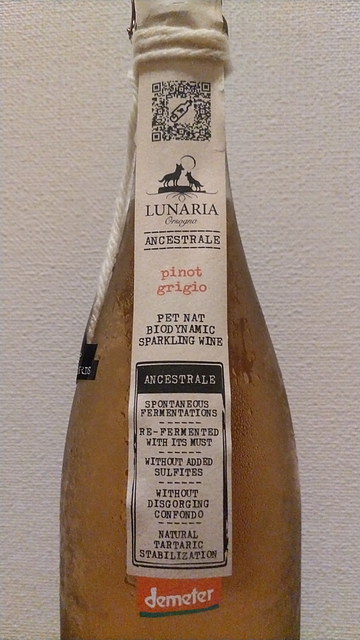 LUNARIA
Orsogna
ANCESTRALE
pinot
grigio
PET NAT
BIODYNAMIC
SPARKLING WINE
ANCESTRALE
SPONTANEOUS
FERMENTATIONS
RE-FERMENTED
WITH ITS MUST
WITHOUT ADDED
SULFITES
WITHOUT
DISGORGING
CONFONDO
NATURAL
TARTARIC
STABILIZATION
demeter